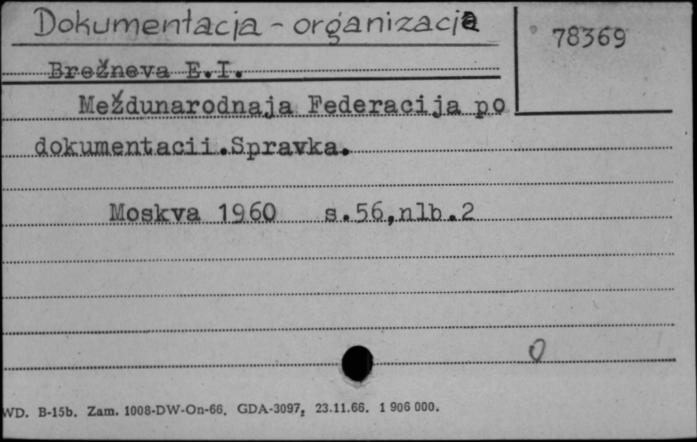 Dokumentacja - organizacja
78369
Brežneva E.I.
Meždunarodnaja Federacija po
dokumentacii.Spravka.
Moskva 1960 s.56,nlb.2
0
WD. B-15b. Zam. 1008-DW-On-66. GDA-3097, 23.11.66. 1 906 000.